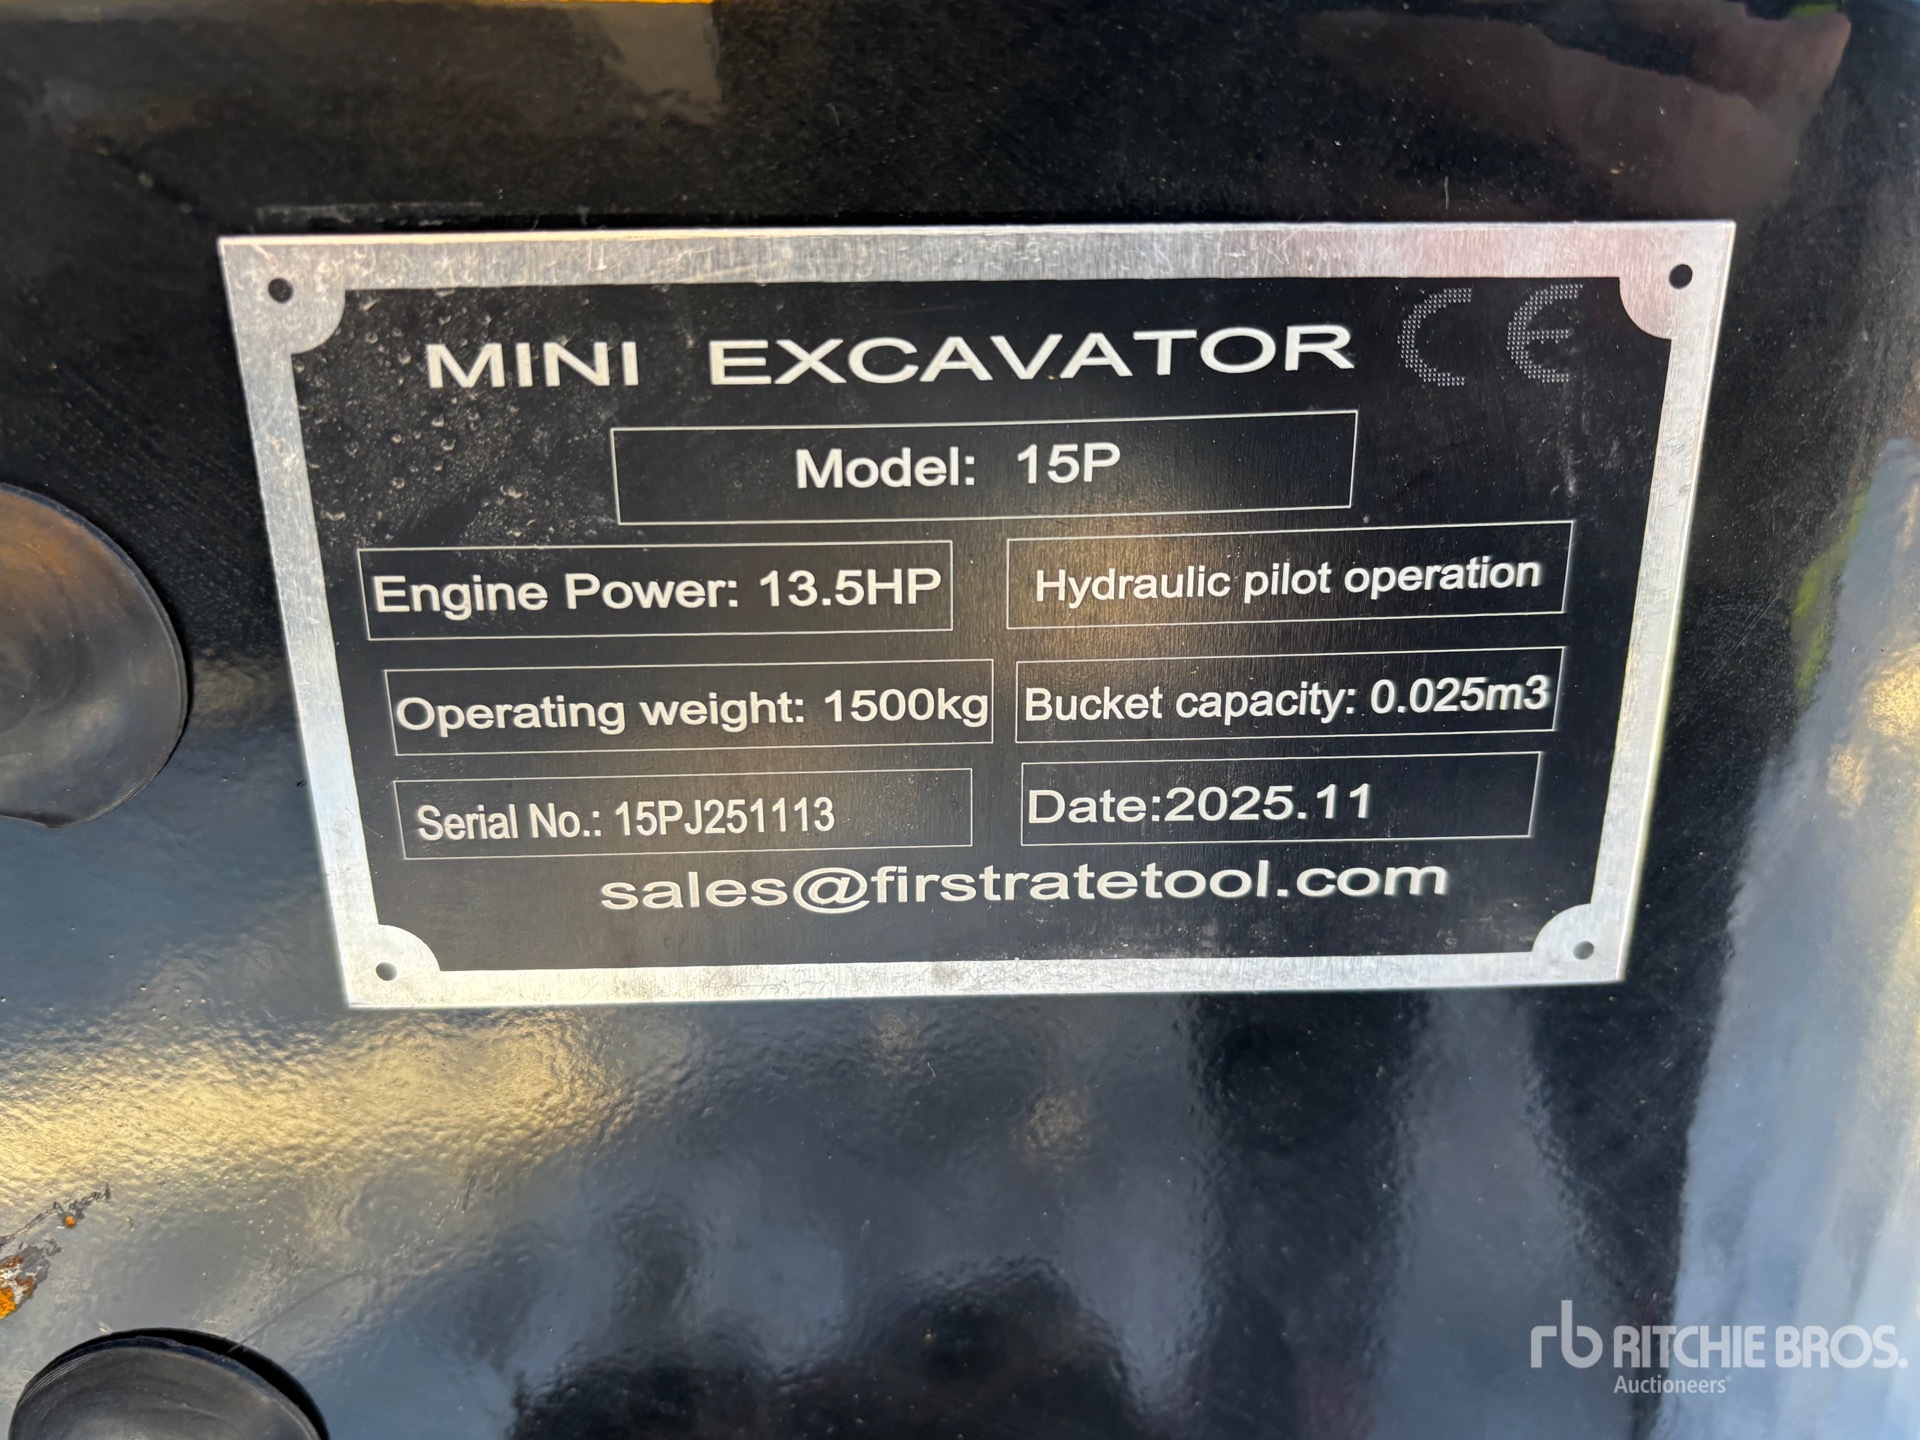 MINI EXCAVATOR CE
Model: 15P
Engine Power: 13.5HP
Hydraulic pilot operation
Operating weight: 1500kg
Bucket capacity: 0.025m3
Serial No.: 15PJ251113
Date:2025.11
sales@firstratetool.com
rb RITCHIE BROS.
Auctioneers